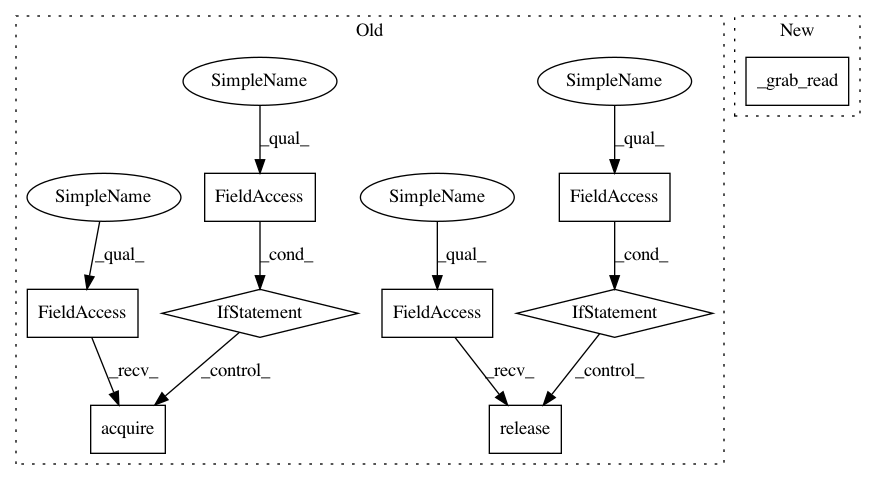 Old
New
SimpleName
SimpleName
_grab_read
_qual_
_qual_
SimpleName
FieldAccess
SimpleName
FieldAccess
_qual_
_cond_
_qual_
_cond_
FieldAccess
IfStatement
FieldAccess
IfStatement
_recv_
_control_
_recv_
_control_
acquire
release